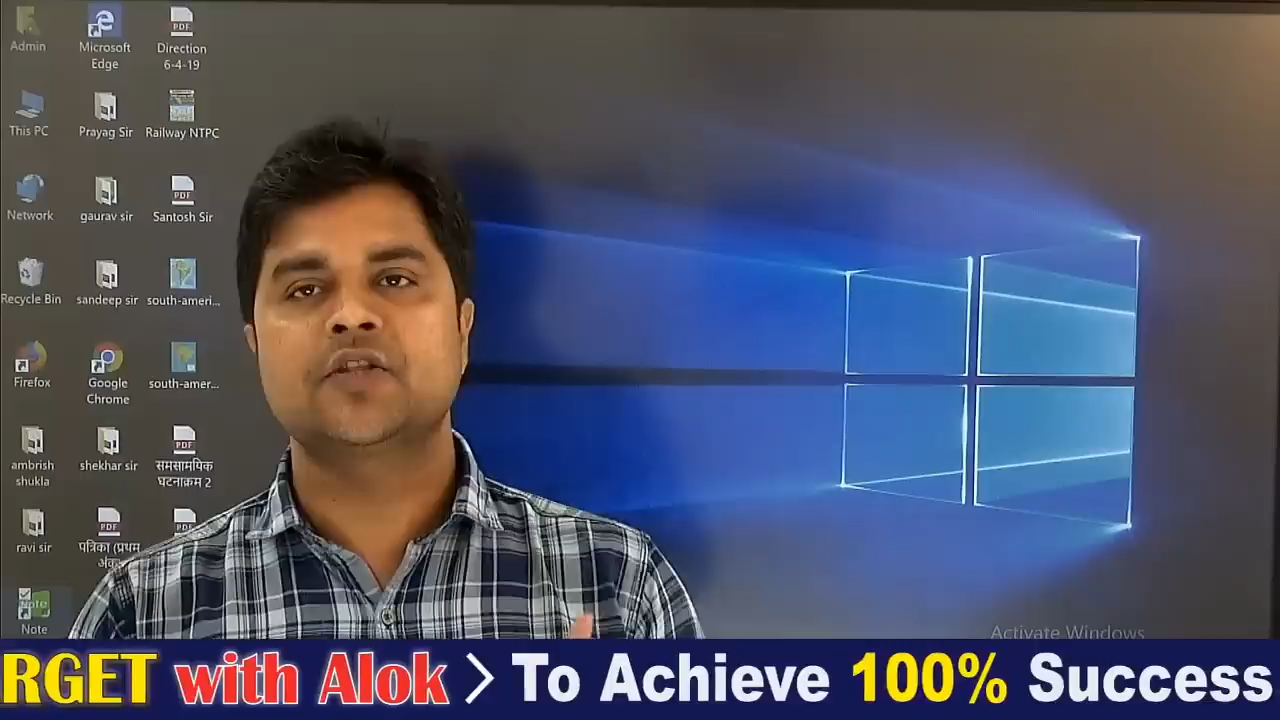 Admin
Microsoft
Edge
PDF
Direction
6-4-19
This PC
Prayag Sir
Railway NTPC
Network
gaurav sir
PDF
Santosh Sir
Recycle Bin
sandeep sir
south-ameri...
Firefox
Google
Chrome
south-amer...
ambrish
shukla
shekhar sir
PDF
समसामयिक
घटनाक्रम 2
ravi sir
PDF
पत्रिका (प्रथम
अंक)
PDF
Note
Note
Activate Windows
RGET with Alok > To Achieve 100% Success